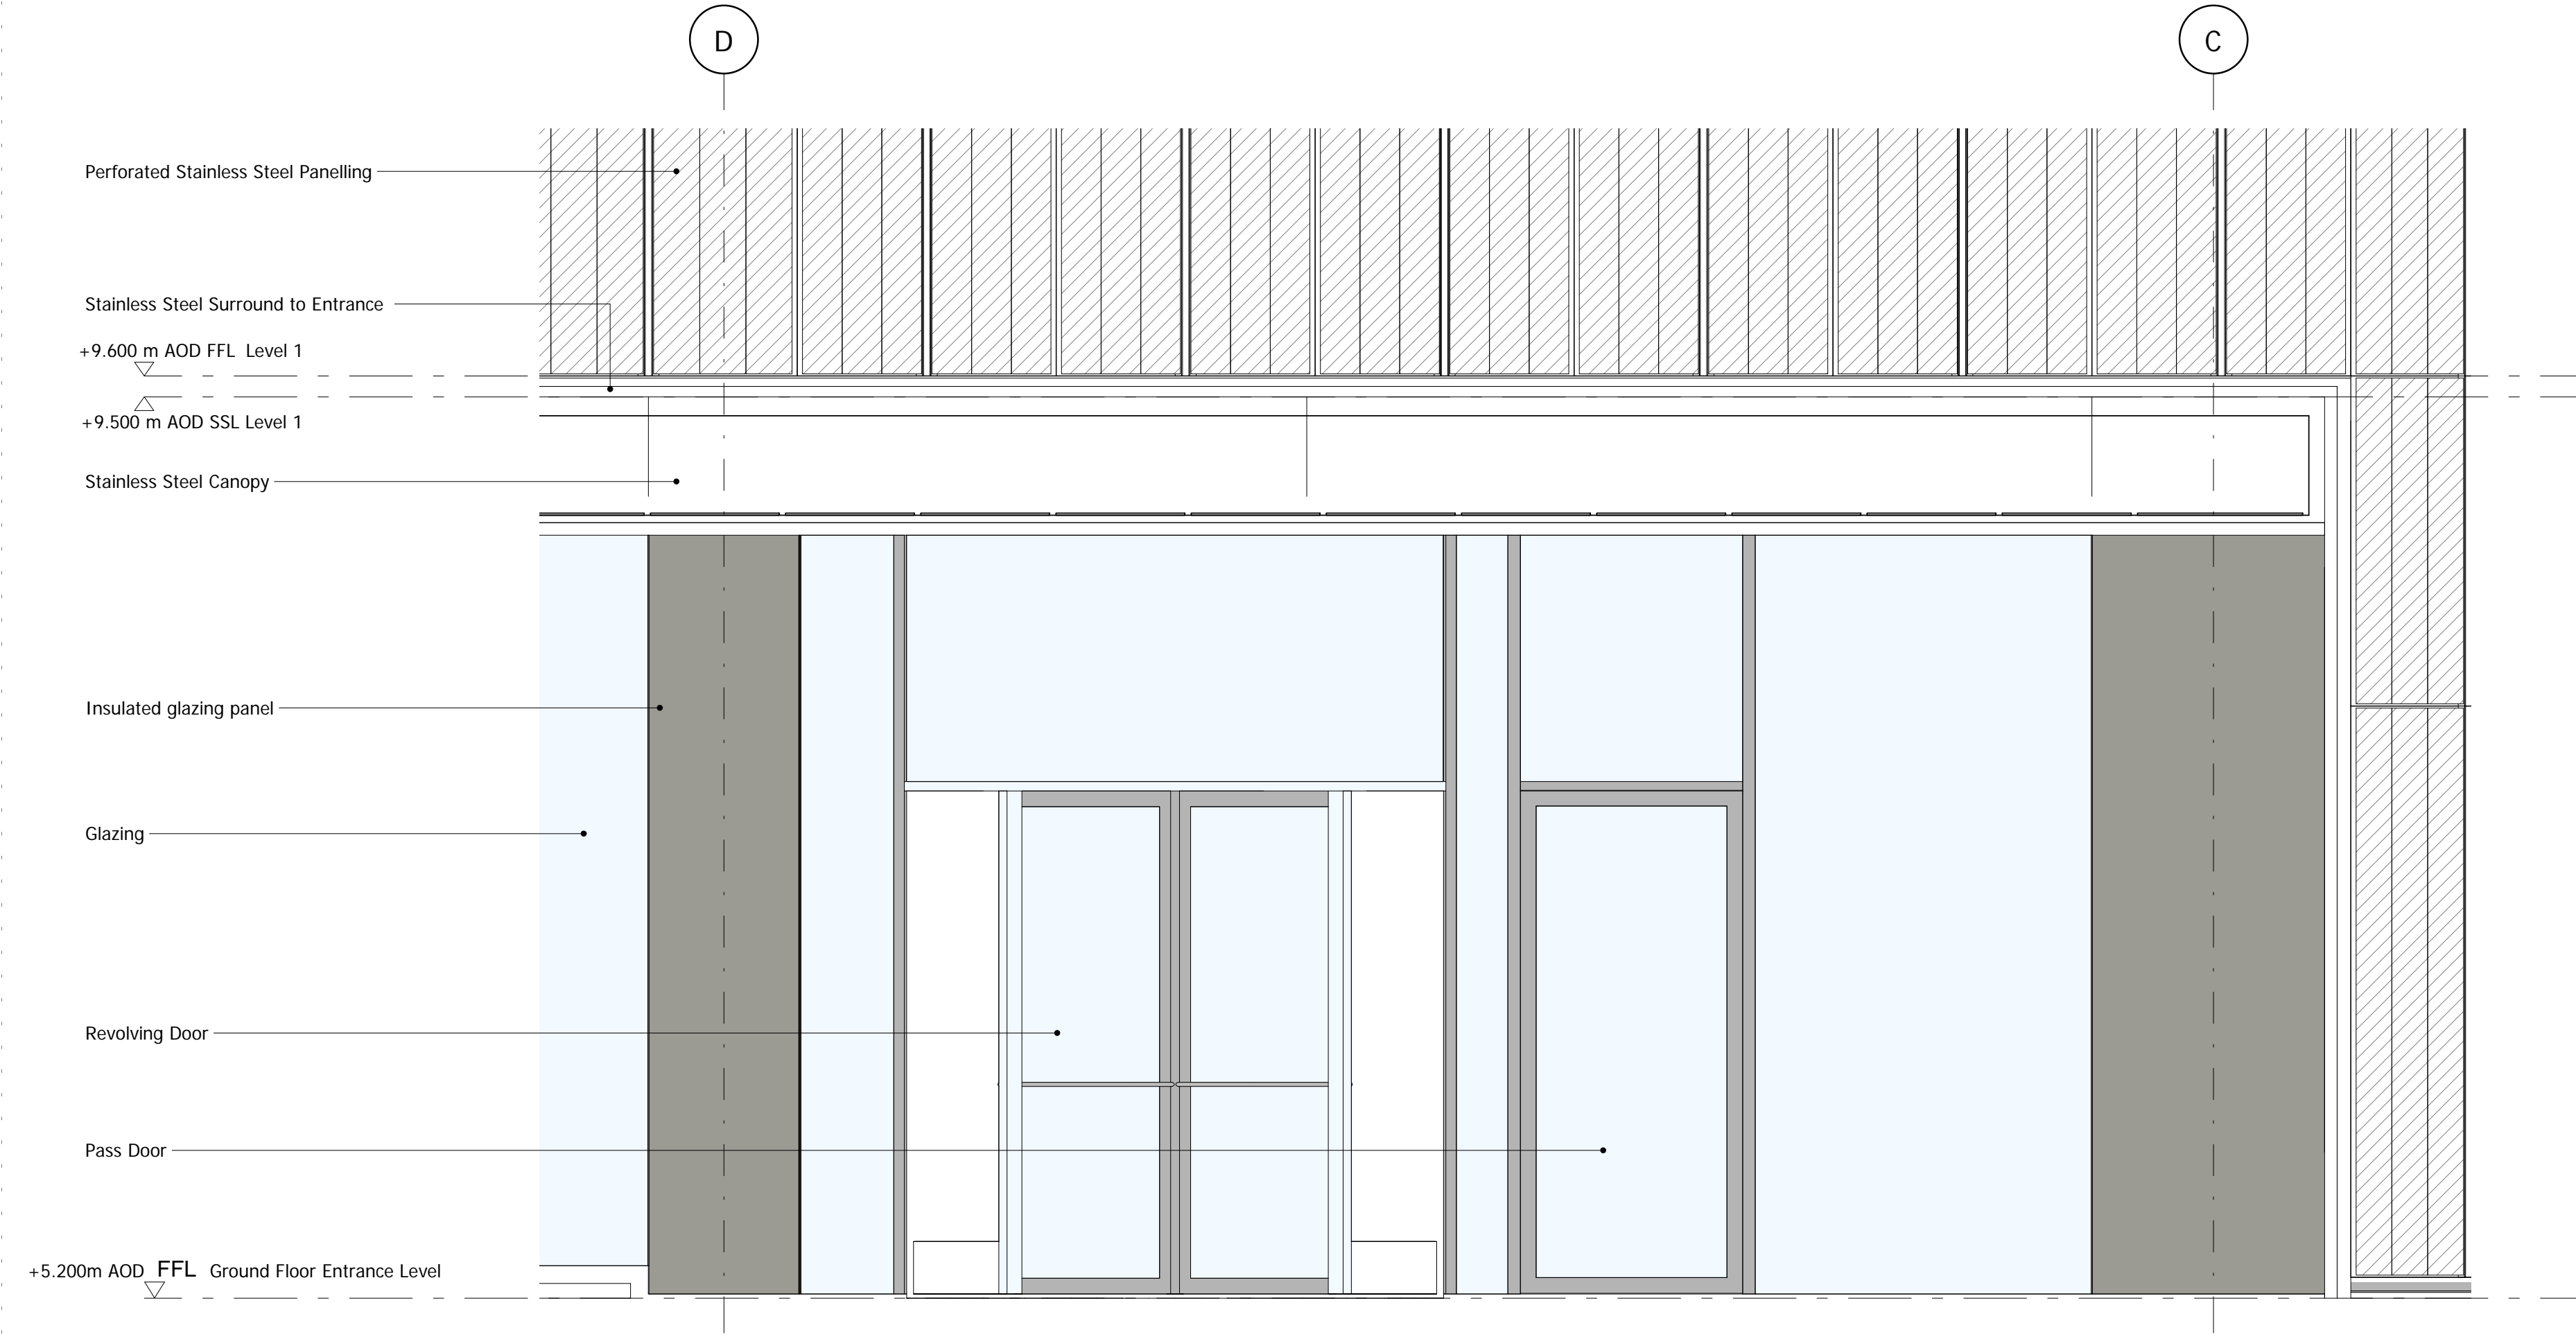 D
C
Perforated Stainless Steel Panelling
Stainless Steel Surround to Entrance
+9.600 m AOD FFL Level 1
+9.500 m AOD SSL Level 1
Stainless Steel Canopy
Insulated glazing panel
Glazing
Revolving Door
Pass Door
+5.200m AOD FFL Ground Floor Entrance Level